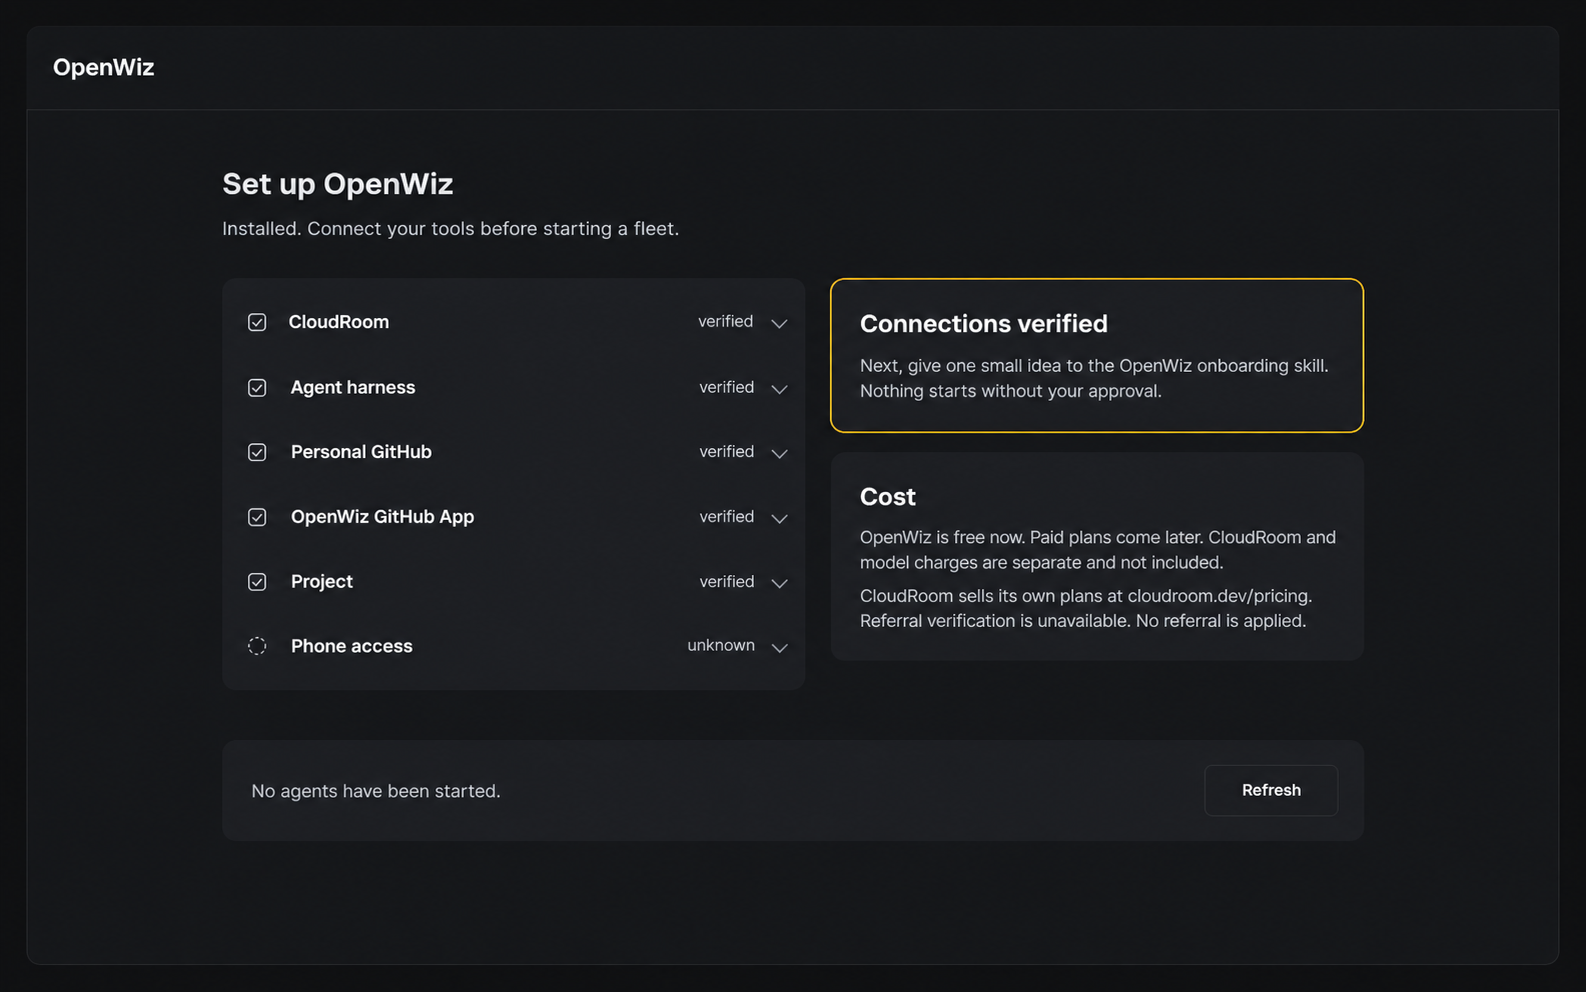 OpenWiz
Set up OpenWiz
Installed. Connect your tools before starting a fleet.
CloudRoom verified
Agent harness verified
Personal GitHub verified
OpenWiz GitHub App verified
Project verified
Phone access unknown
Connections verified
Next, give one small idea to the OpenWiz onboarding skill.
Nothing starts without your approval.
Cost
OpenWiz is free now. Paid plans come later. CloudRoom and
model charges are separate and not included.
CloudRoom sells its own plans at cloudroom.dev/pricing.
Referral verification is unavailable. No referral is applied.
No agents have been started.
Refresh